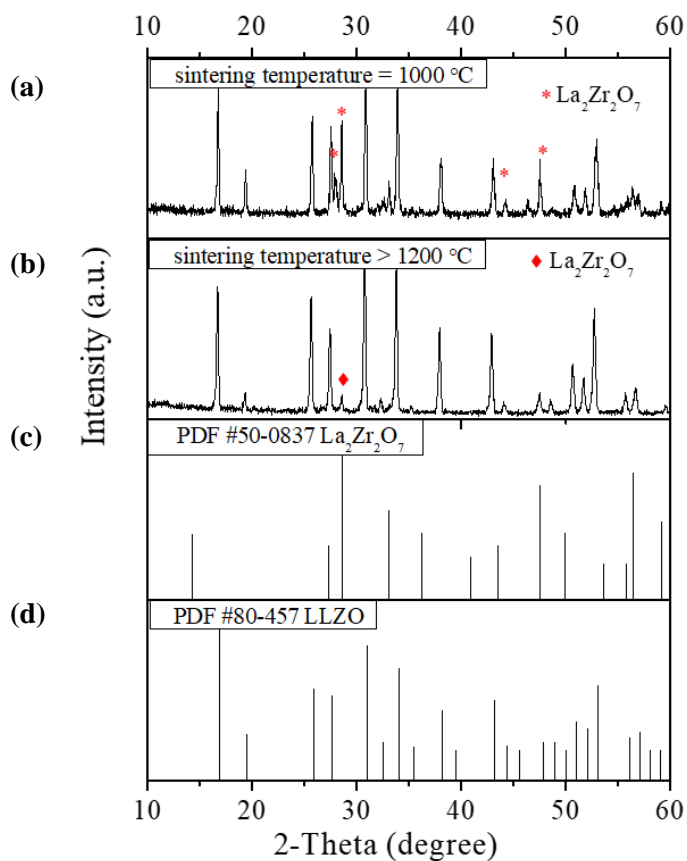 10 20 30 40 50 60
(a)
sintering temperature = 1000 °C
* La₂Zr₂O₇
*
*
*
*
(b)
sintering temperature > 1200 °C
♦ La₂Zr₂O₇
♦
Intensity (a.u.)
(c)
PDF #50-0837 La₂Zr₂O₇
(d)
PDF #80-457 LLZO
10 20 30 40 50 60
2-Theta (degree)